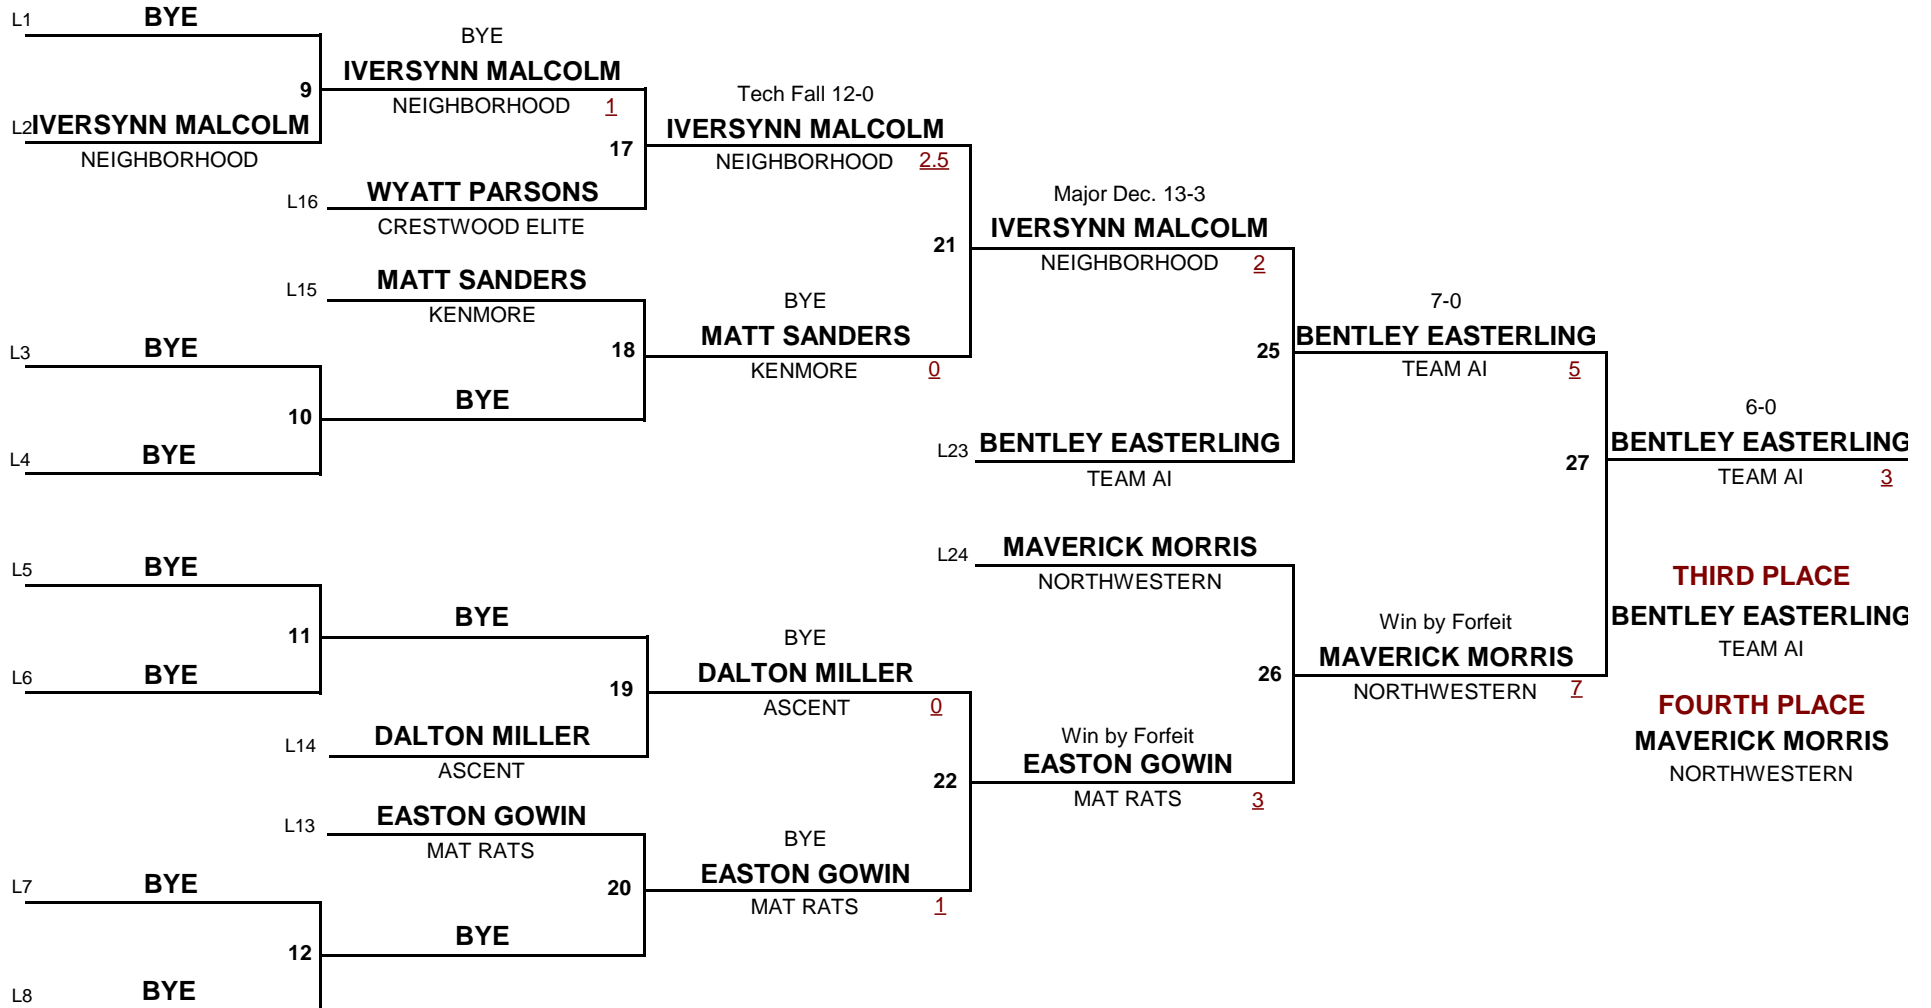 L1 BYE
BYE
IVERSYNN MALCOLM
9
NEIGHBORHOOD 1
L2 IVERSYNN MALCOLM
NEIGHBORHOOD
Tech Fall 12-0
IVERSYNN MALCOLM
17
NEIGHBORHOOD 2.5
L16 WYATT PARSONS
CRESTWOOD ELITE
Major Dec. 13-3
IVERSYNN MALCOLM
21
NEIGHBORHOOD 2
L15 MATT SANDERS
KENMORE
BYE
MATT SANDERS
18
KENMORE 0
L3 BYE
10
BYE
L4 BYE
7-0
BENTLEY EASTERLING
25
TEAM AI 5
L23 BENTLEY EASTERLING
TEAM AI
6-0
BENTLEY EASTERLING
27
TEAM AI 3
L24 MAVERICK MORRIS
NORTHWESTERN
L5 BYE
11
BYE
L6 BYE
BYE
DALTON MILLER
19
ASCENT 0
L14 DALTON MILLER
ASCENT
Win by Forfeit
MAVERICK MORRIS
26
NORTHWESTERN 7
Win by Forfeit
EASTON GOWIN
22
MAT RATS 3
L13 EASTON GOWIN
MAT RATS
BYE
EASTON GOWIN
20
MAT RATS 1
L7 BYE
12
BYE
L8 BYE
THIRD PLACE
BENTLEY EASTERLING
TEAM AI
FOURTH PLACE
MAVERICK MORRIS
NORTHWESTERN